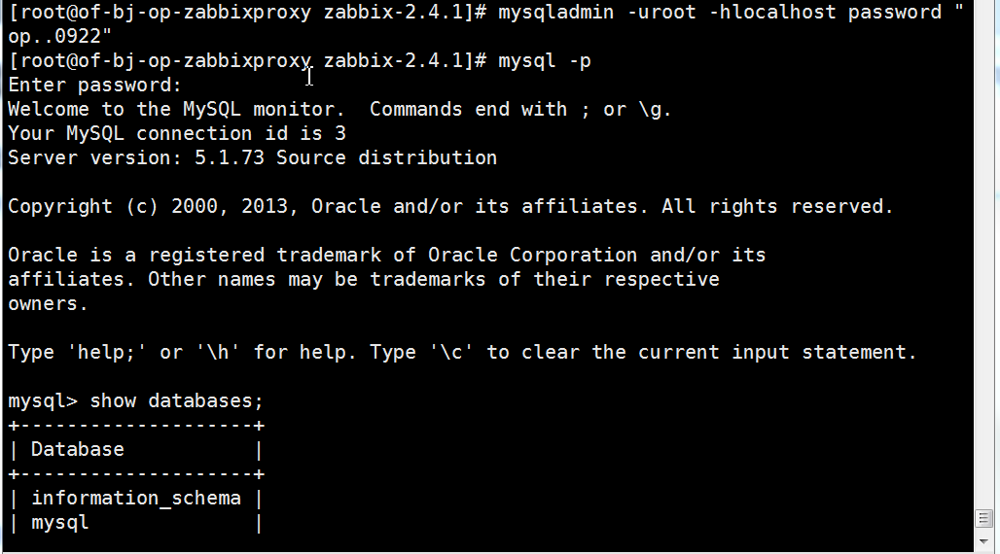 [root@of-bj-op-zabbixproxy zabbix-2.4.1]# mysqladmin -uroot -hlocalhost password "
op..0922"
[root@of-bj-op-zabbixproxy zabbix-2.4.1]# mysql -p
Enter password:
Welcome to the MySQL monitor.  Commands end with ; or \g.
Your MySQL connection id is 3
Server version: 5.1.73 Source distribution

Copyright (c) 2000, 2013, Oracle and/or its affiliates. All rights reserved.

Oracle is a registered trademark of Oracle Corporation and/or its
affiliates. Other names may be trademarks of their respective
owners.

Type 'help;' or '\h' for help. Type '\c' to clear the current input statement.

mysql> show databases;
+--------------------+
| Database           |
+--------------------+
| information_schema |
| mysql              |